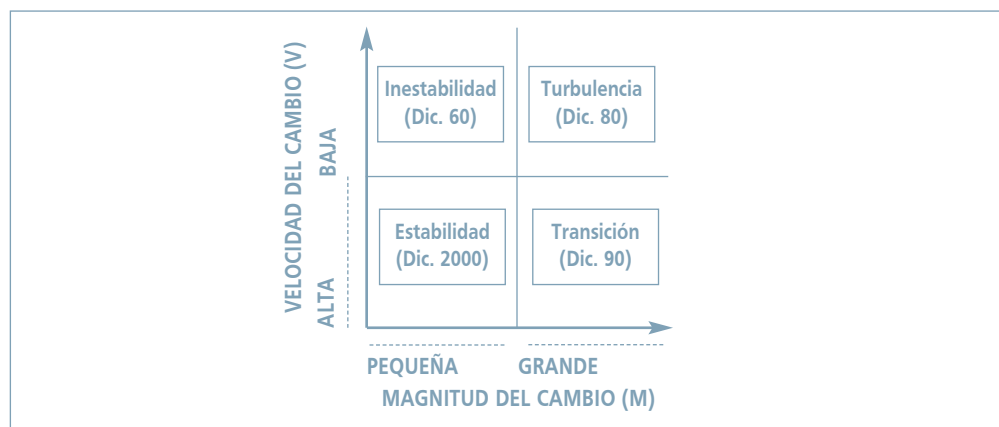 VELOCIDAD DEL CAMBIO (V)
BAJA
ALTA
Inestabilidad
(Dic. 60)
Turbulencia
(Dic. 80)
Estabilidad
(Dic. 2000)
Transición
(Dic. 90)
PEQUEÑA
GRANDE
MAGNITUD DEL CAMBIO (M)